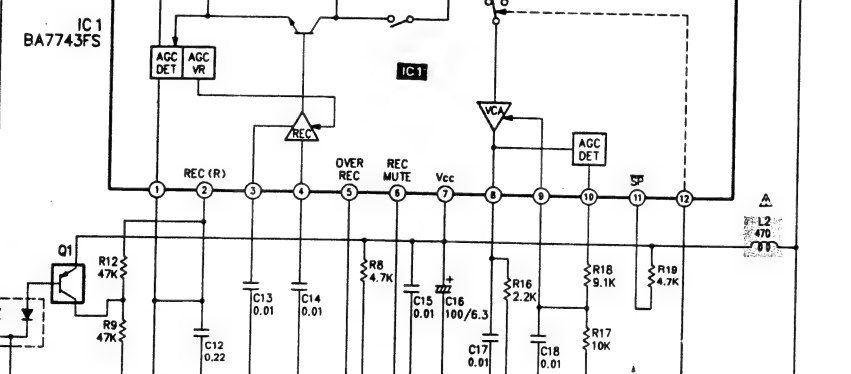 IC 1
BA7743FS
AGC
DET
AGC
VR
IC1
REC
VCA
AGC
DET
REC (R)
OVER
REC
REC
MUTE
Vcc
SP
1
2
3
4
5
6
7
8
9
10
11
12
L2
470
Q1
R12
47K
R9
47K
C12
0.22
C13
0.01
C14
0.01
R8
4.7K
C15
0.01
+
C16
100/6.3
R16
2.2K
C17
0.01
C18
0.01
R18
9.1K
R17
10K
R19
4.7K